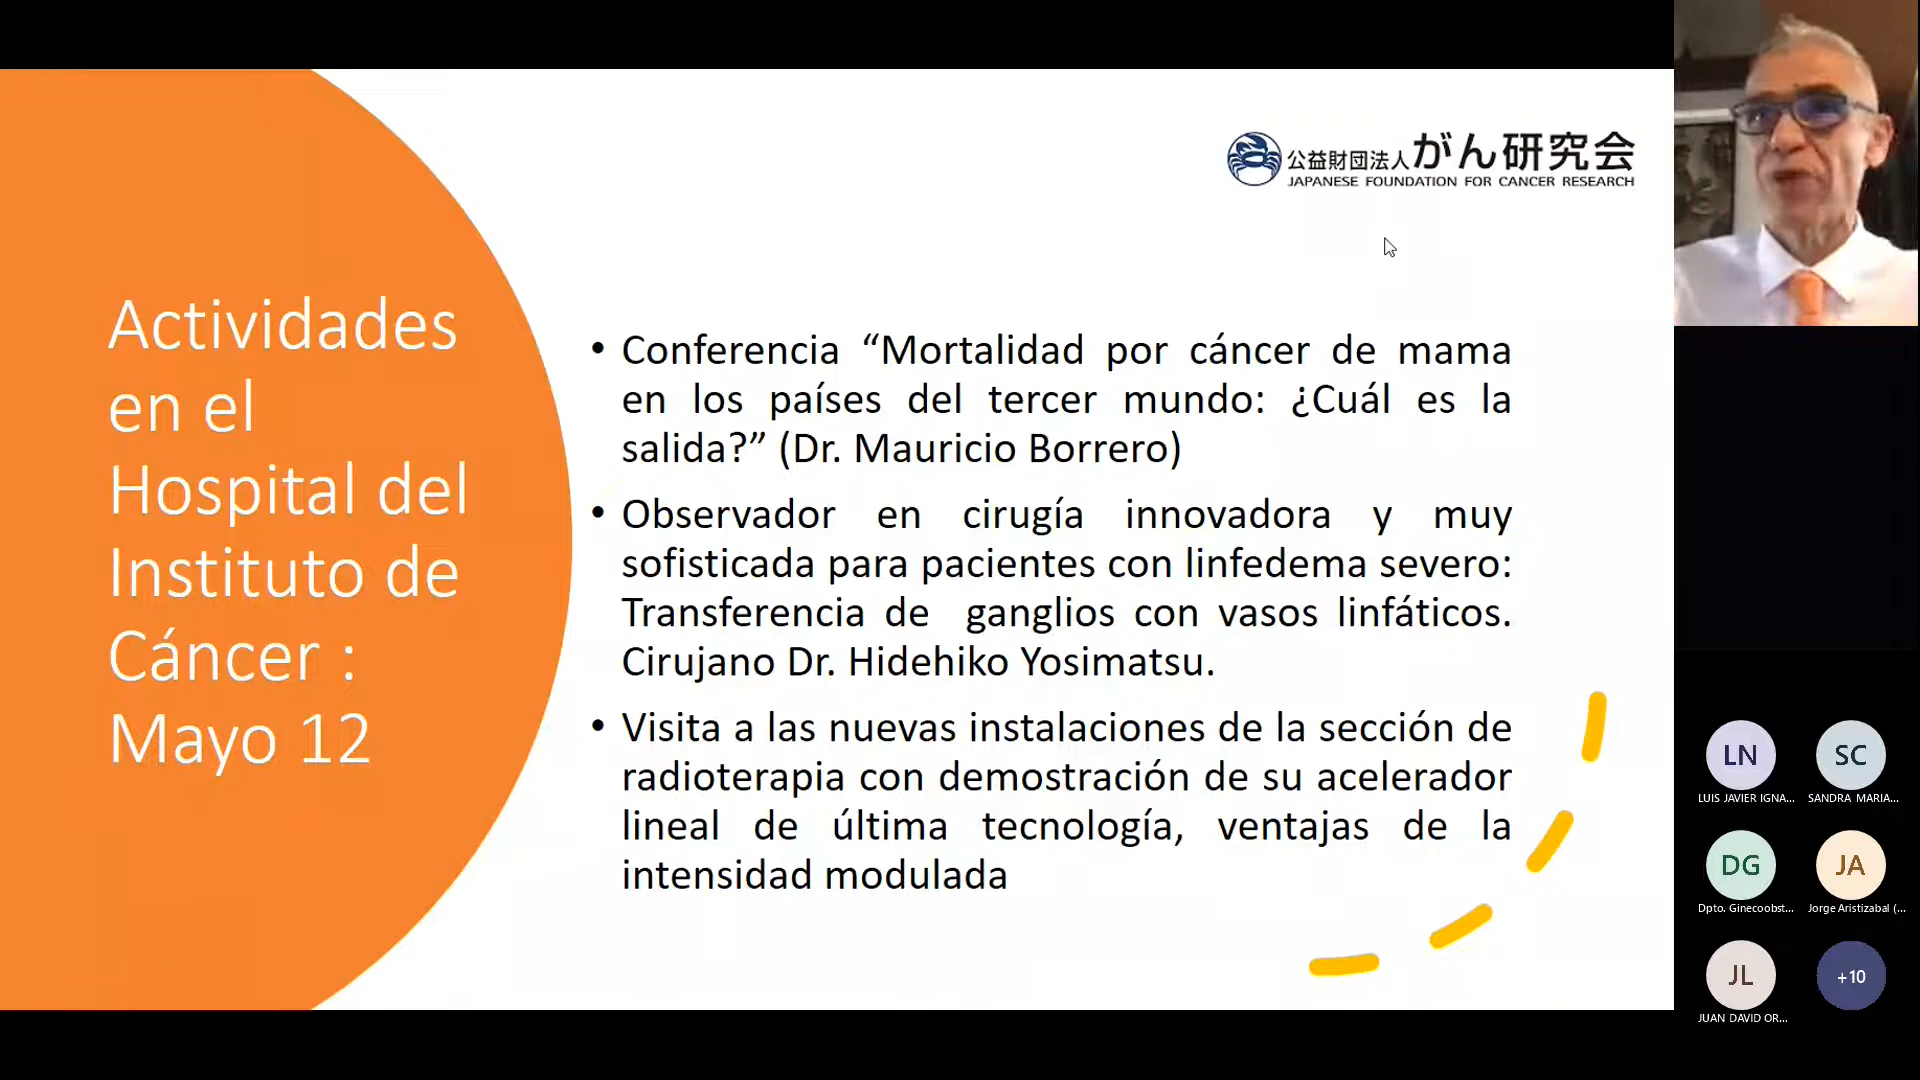 公益財団法人がん研究会
JAPANESE FOUNDATION FOR CANCER RESEARCH
Actividades
en el
Hospital del
Instituto de
Cáncer :
Mayo 12
• Conferencia “Mortalidad por cáncer de mama
en los países del tercer mundo: ¿Cuál es la
salida?” (Dr. Mauricio Borrero)
• Observador en cirugía innovadora y muy
sofisticada para pacientes con linfedema severo:
Transferencia de ganglios con vasos linfáticos.
Cirujano Dr. Hidehiko Yosimatsu.
• Visita a las nuevas instalaciones de la sección de
radioterapia con demostración de su acelerador
lineal de última tecnología, ventajas de la
intensidad modulada
LN
LUIS JAVIER IGNA...
SC
SANDRA MARIA...
DG
Dpto. Ginecoobst...
JA
Jorge Aristizabal (...
JL
JUAN DAVID OR...
+10